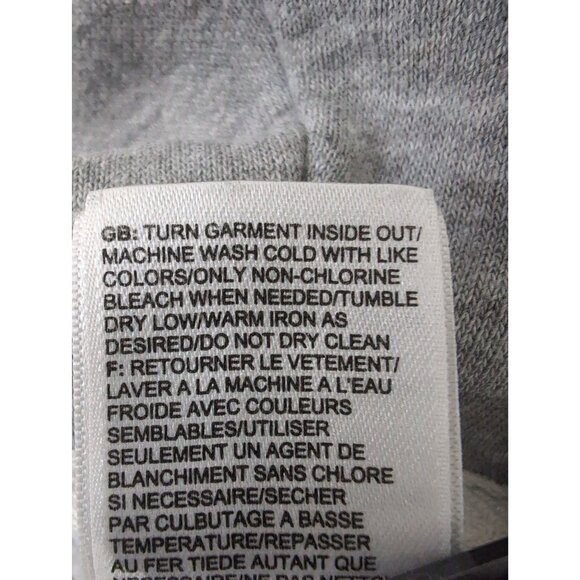 GB: TURN GARMENT INSIDE OUT/
MACHINE WASH COLD WITH LIKE
COLORS/ONLY NON-CHLORINE
BLEACH WHEN NEEDED/TUMBLE
DRY LOW/WARM IRON AS
DESIRED/DO NOT DRY CLEAN
F: RETOURNER LE VETEMENT/
LAVER A LA MACHINE A L'EAU
FROIDE AVEC COULEURS
SEMBLABLES/UTILISER
SEULEMENT UN AGENT DE
BLANCHIMENT SANS CHLORE
SI NECESSAIRE/SECHER
PAR CULBUTAGE A BASSE
TEMPERATURE/REPASSER
AU FER TIEDE AUTANT QUE